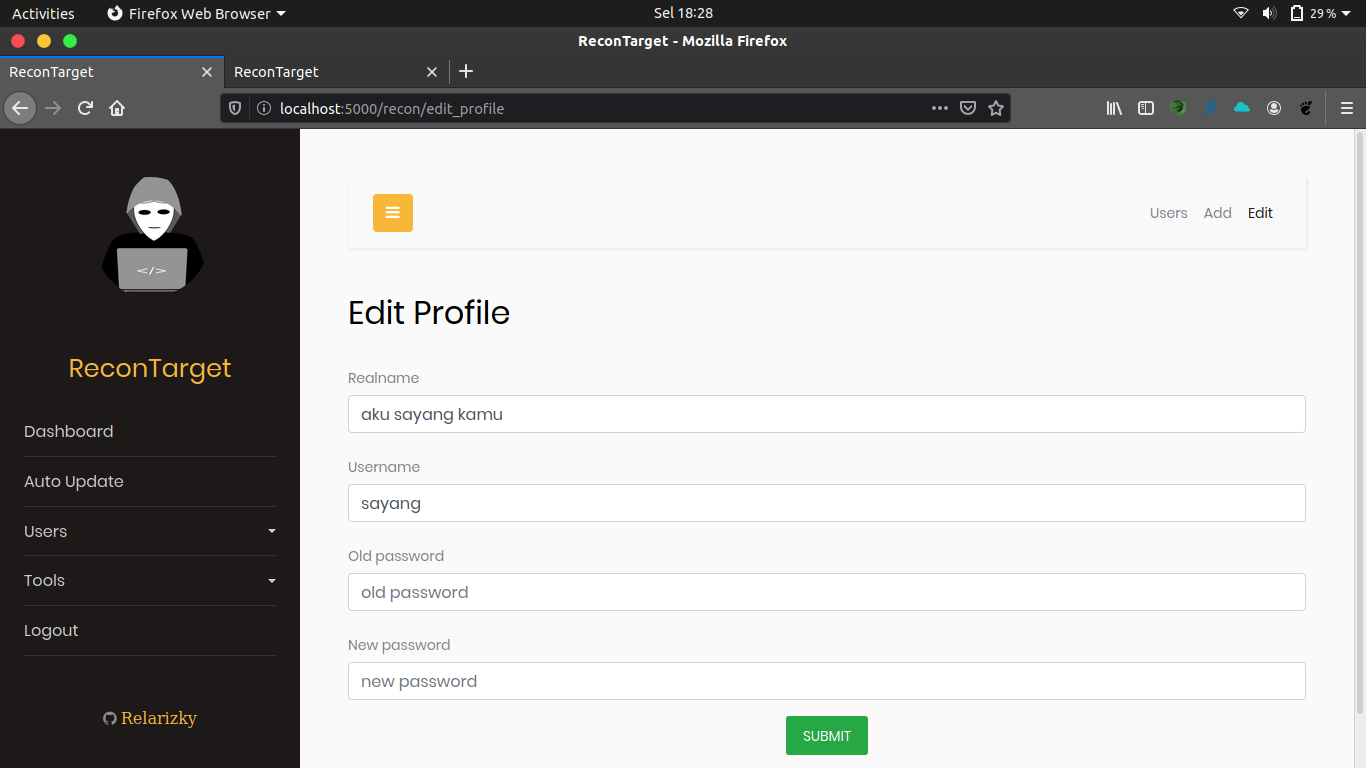 Activities Firefox Web Browser Sel 18:28 29 %
ReconTarget - Mozilla Firefox
ReconTarget ReconTarget
localhost:5000/recon/edit_profile
</>
ReconTarget
Dashboard
Auto Update
Users
Tools
Logout
Relarizky
Users Add Edit
Edit Profile
Realname
aku sayang kamu
Username
sayang
Old password
old password
New password
new password
SUBMIT